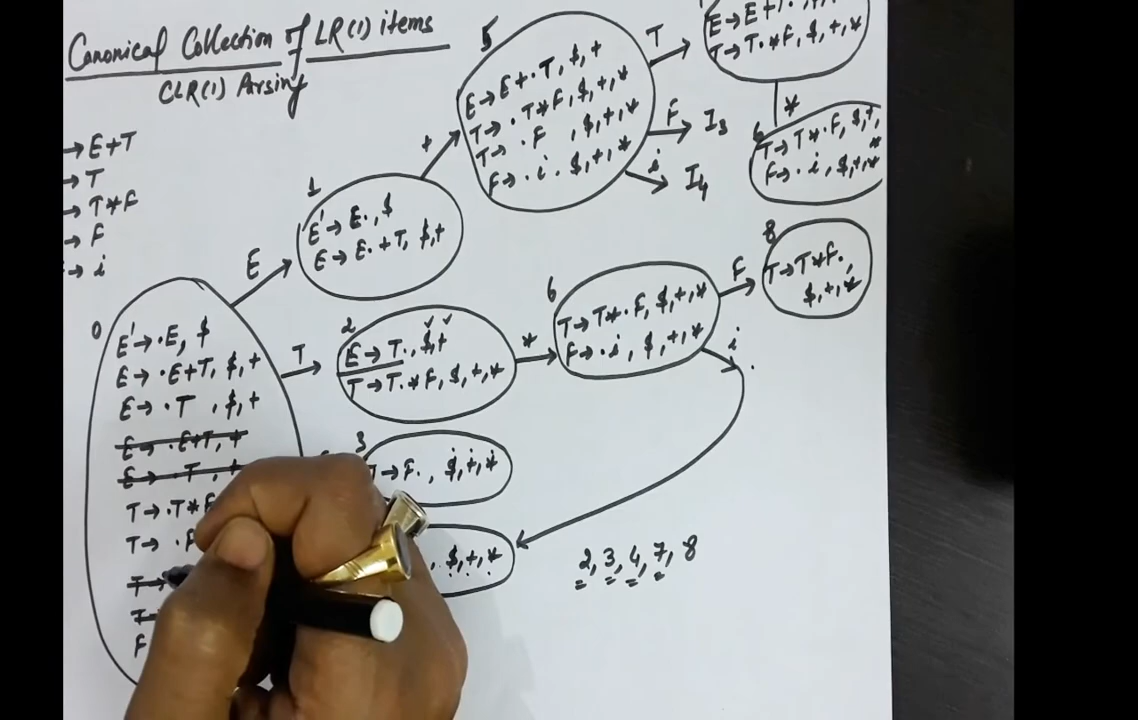 Canonical Collection of LR(1) items
CLR(1) Parsing
→ E+T
→ T
→ T*F
→ F
→ i
0
E'→·E, $
E→·E+T, $,+
E→·T ,$,+
E→·E+T, +
E→·T, +
T→·T*F
T→·F
T→
T→
F
E
1
E'→E·,$
E→E·+T, $,+
+
5
E→E+·T, $,+
T→·T*F,$,+,*
T→·F ,$,+,*
F→·i, $,+,*
T
E→E+T·,
T→T·*F,$,+,*
*
6
T→T*·F,$,+,
*
F→·i, $,+,*
F
I3
i
I4
T
2
E→T·,$,+
T→T·*F,$,+,*
*
6
T→T*·F,$,+,*
F→·i, $,+,*
F
8
T→T*F·,
$,+,*
i
3
T→F·, $,+,*
, $,+,*
2,3,4,7,8